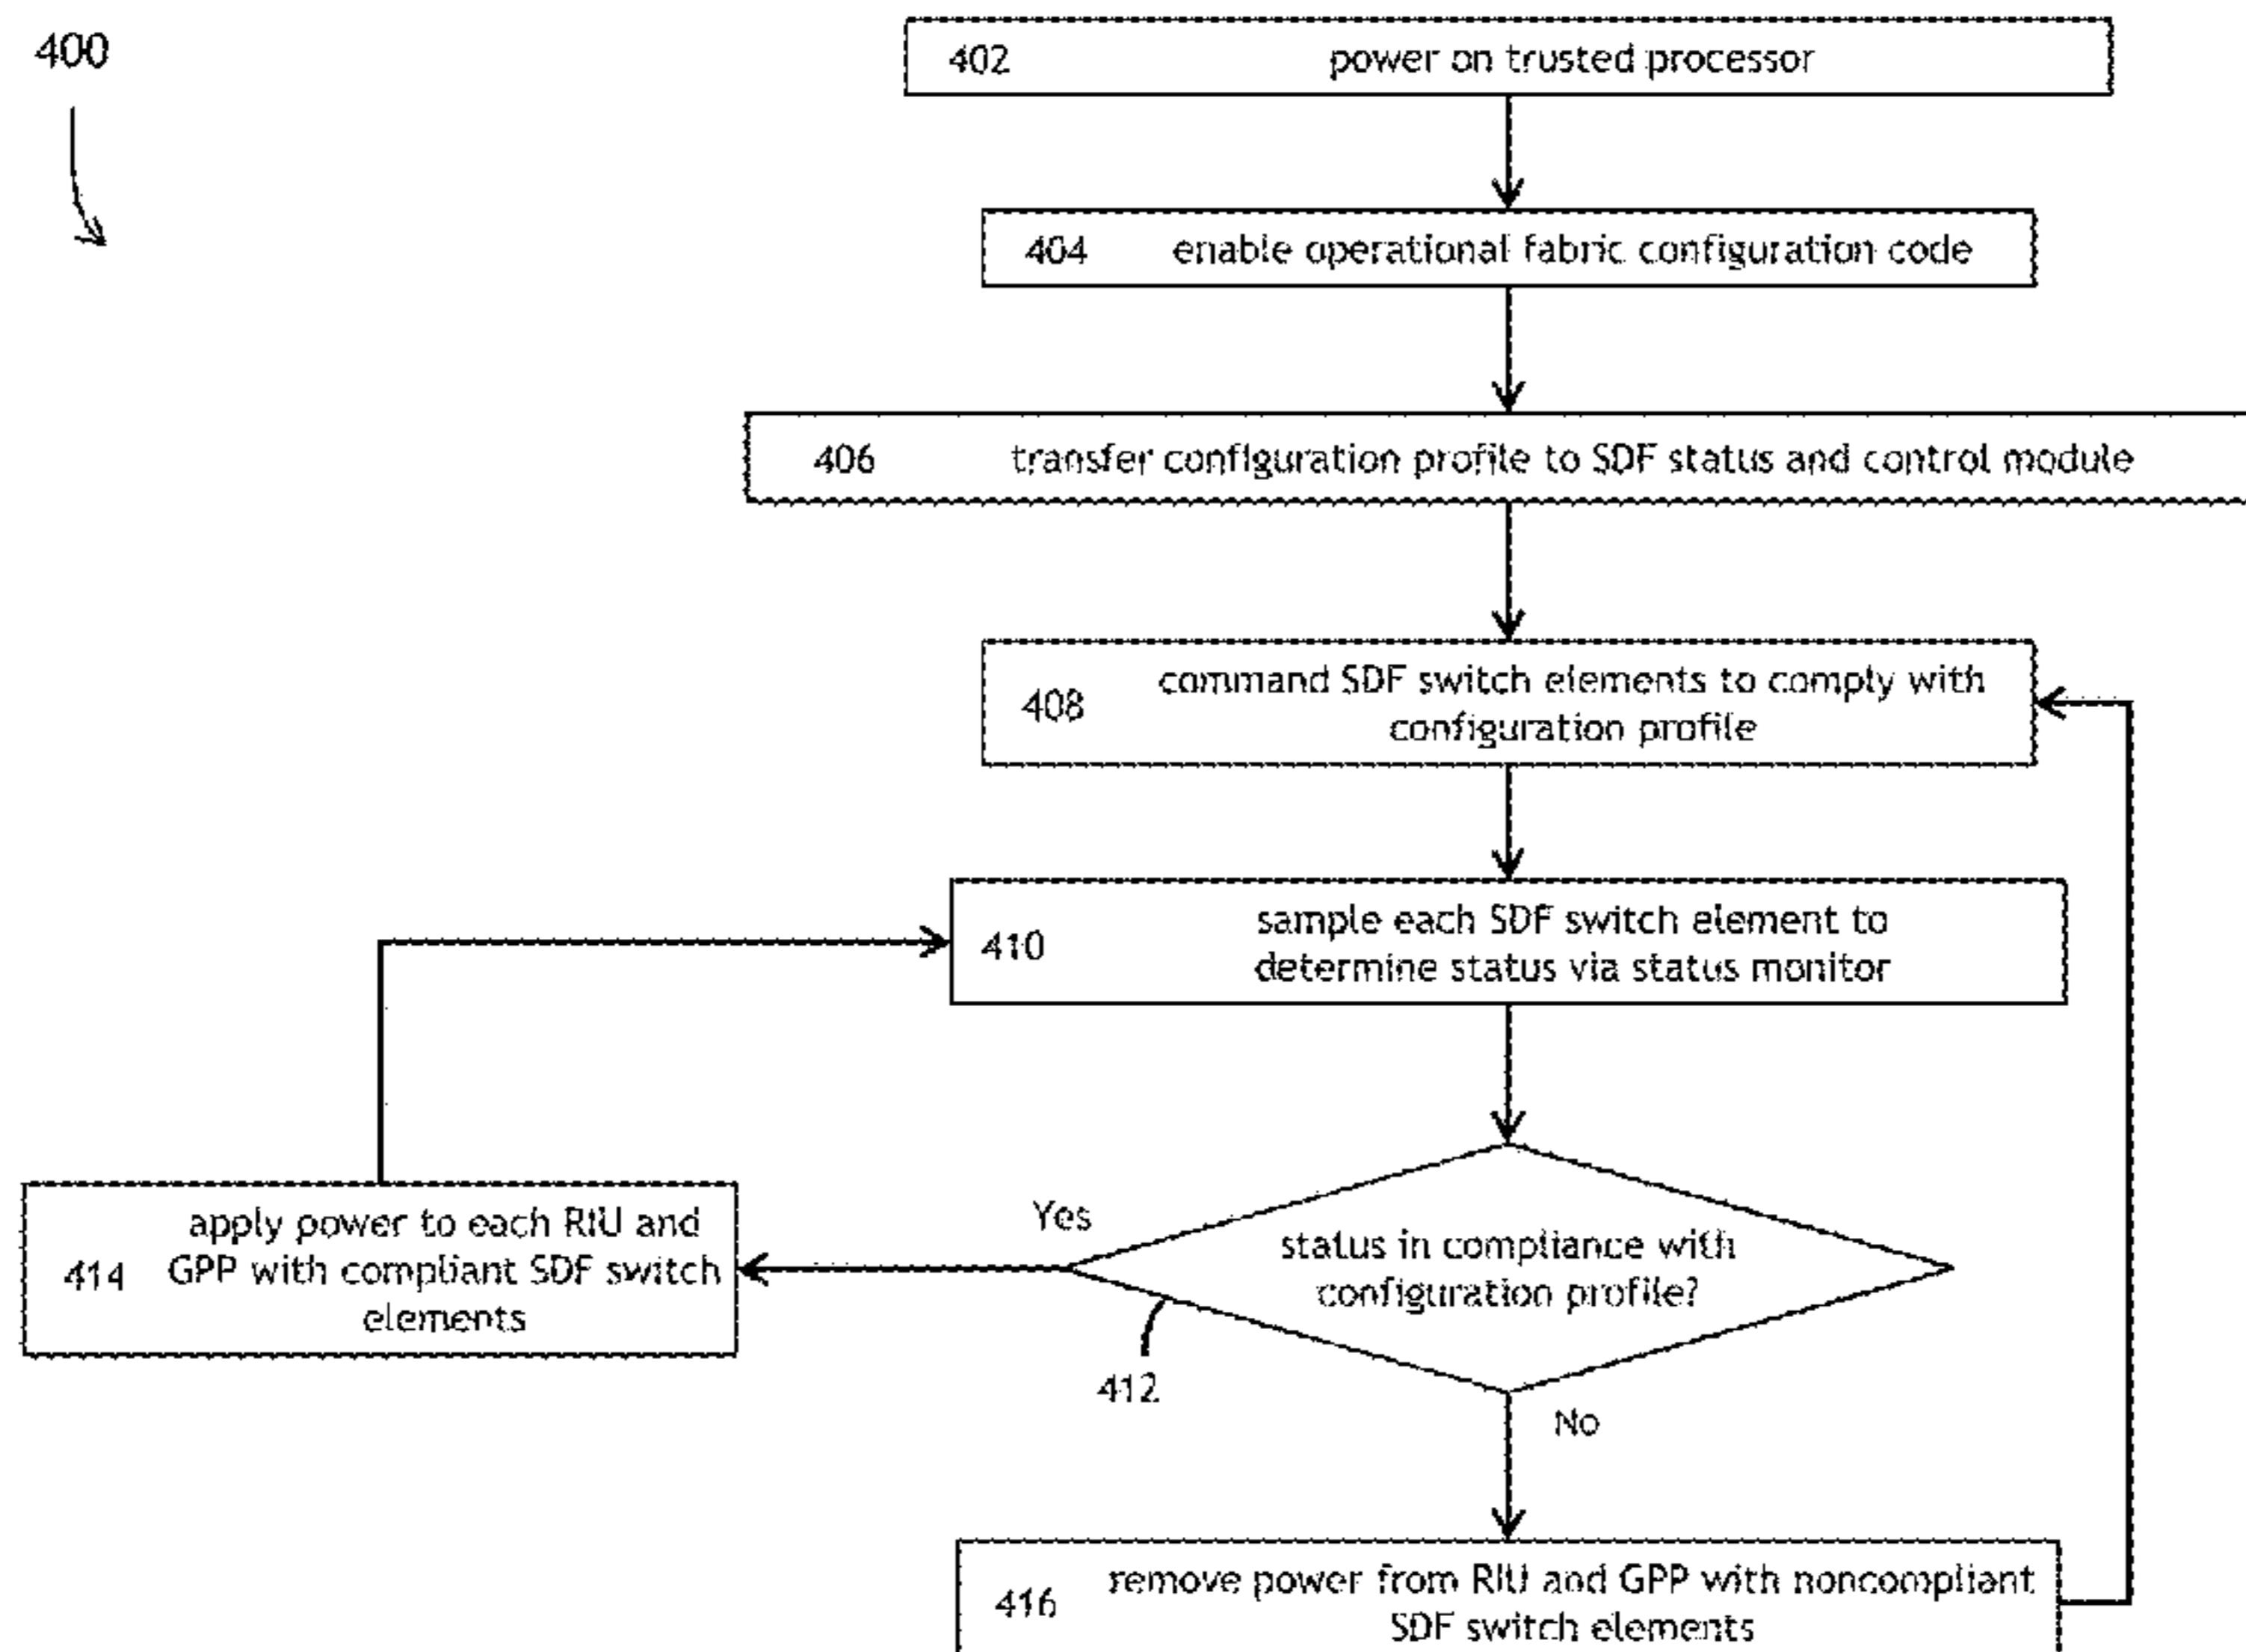 400
402 power on trusted processor
404 enable operational fabric configuration code
406 transfer configuration profile to SDF status and control module
408 command SDF switch elements to comply with
configuration profile
410 sample each SDF switch element to
determine status via status monitor
Yes
status in compliance with
configuration profile?
412
414 apply power to each RIU and
GPP with compliant SDF switch
elements
No
416 remove power from RIU and GPP with noncompliant
SDF switch elements